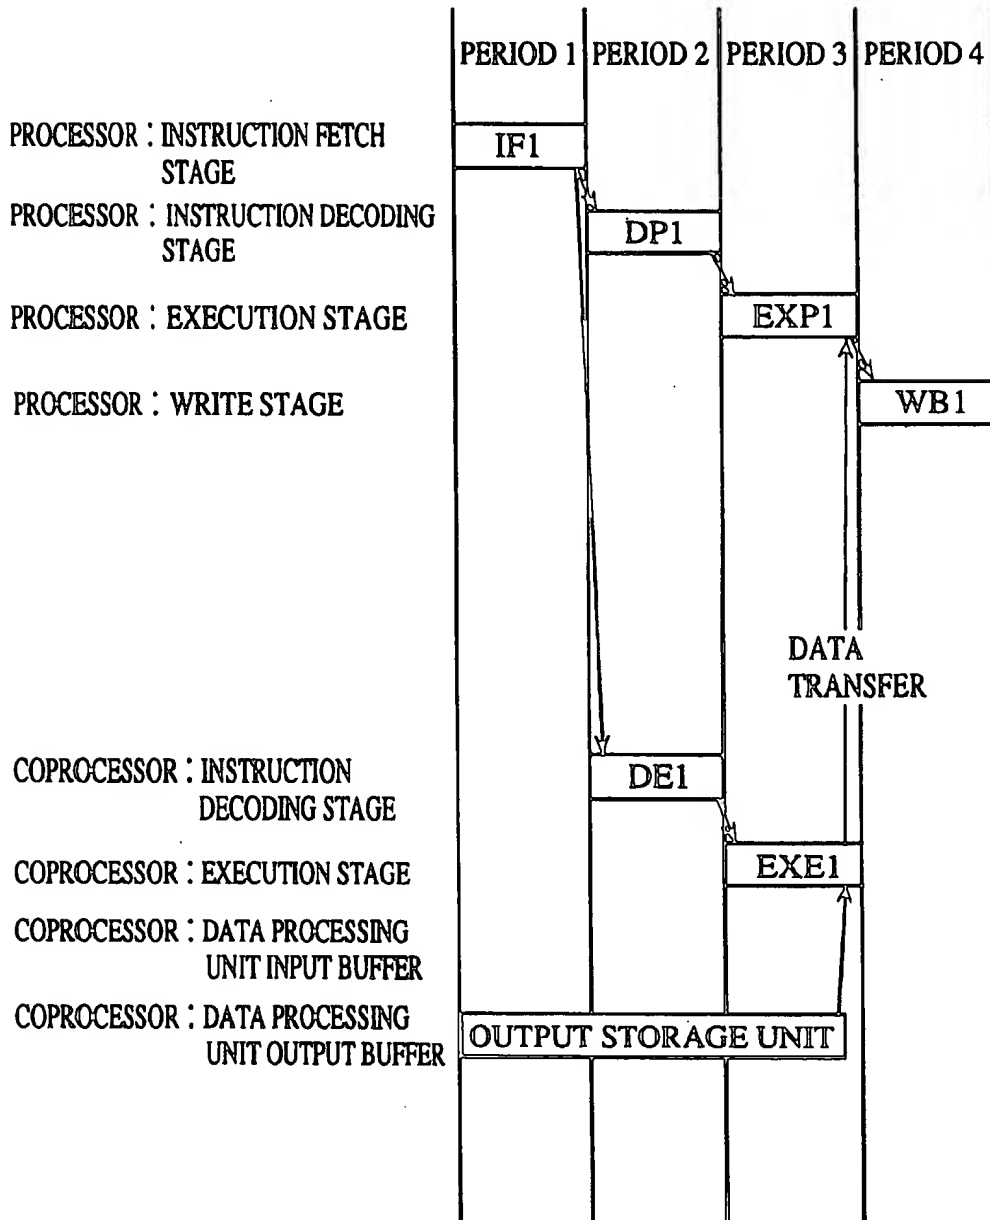 PERIOD 1 PERIOD 2 PERIOD 3 PERIOD 4
PROCESSOR : INSTRUCTION FETCH
STAGE
IF1
PROCESSOR : INSTRUCTION DECODING
STAGE
DP1
PROCESSOR : EXECUTION STAGE
EXP1
PROCESSOR : WRITE STAGE
WB1
DATA
TRANSFER
COPROCESSOR : INSTRUCTION
DECODING STAGE
DE1
COPROCESSOR : EXECUTION STAGE
EXE1
COPROCESSOR : DATA PROCESSING
UNIT INPUT BUFFER
COPROCESSOR : DATA PROCESSING
UNIT OUTPUT BUFFER
OUTPUT STORAGE UNIT